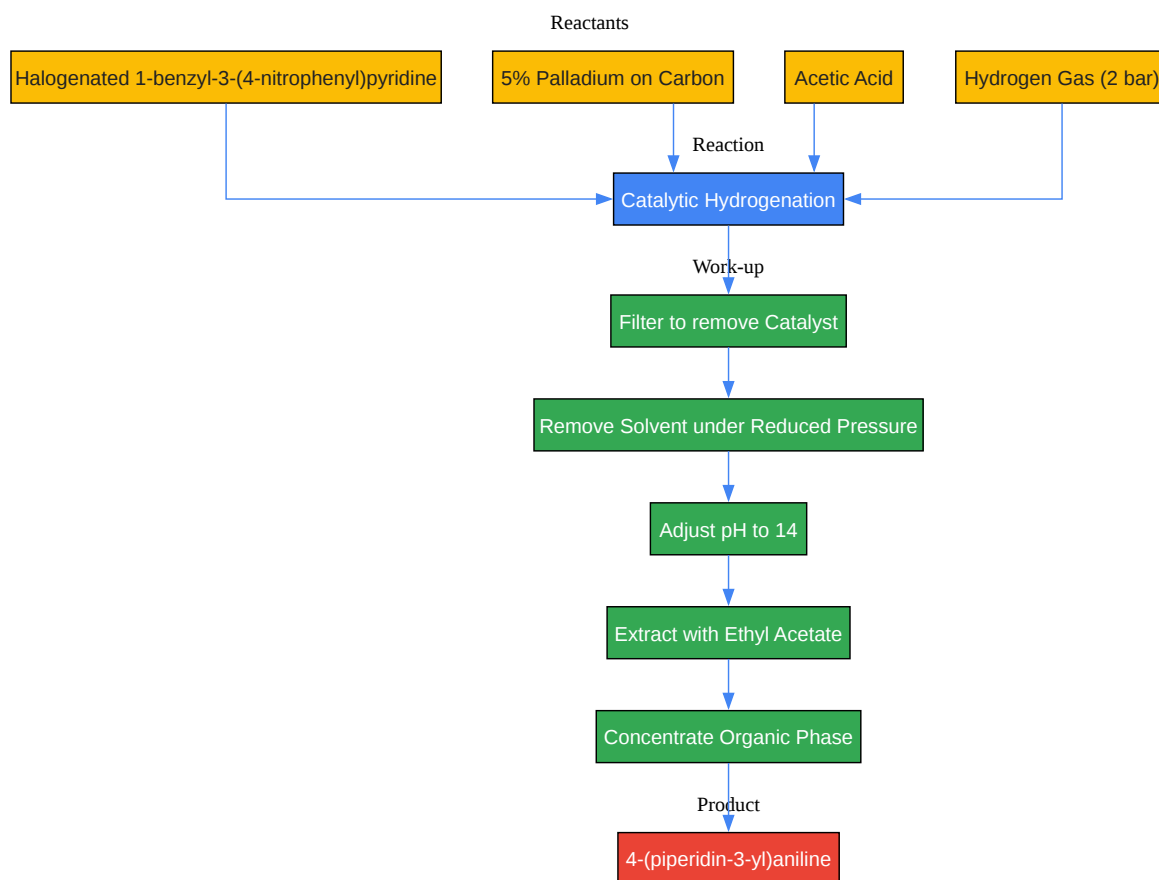 Reactants
Halogenated 1-benzyl-3-(4-nitrophenyl)pyridine
5% Palladium on Carbon
Acetic Acid
Hydrogen Gas (2 bar)
Reaction
Catalytic Hydrogenation
Work-up
Filter to remove Catalyst
Remove Solvent under Reduced Pressure
Adjust pH to 14
Extract with Ethyl Acetate
Concentrate Organic Phase
Product
4-(piperidin-3-yl)aniline